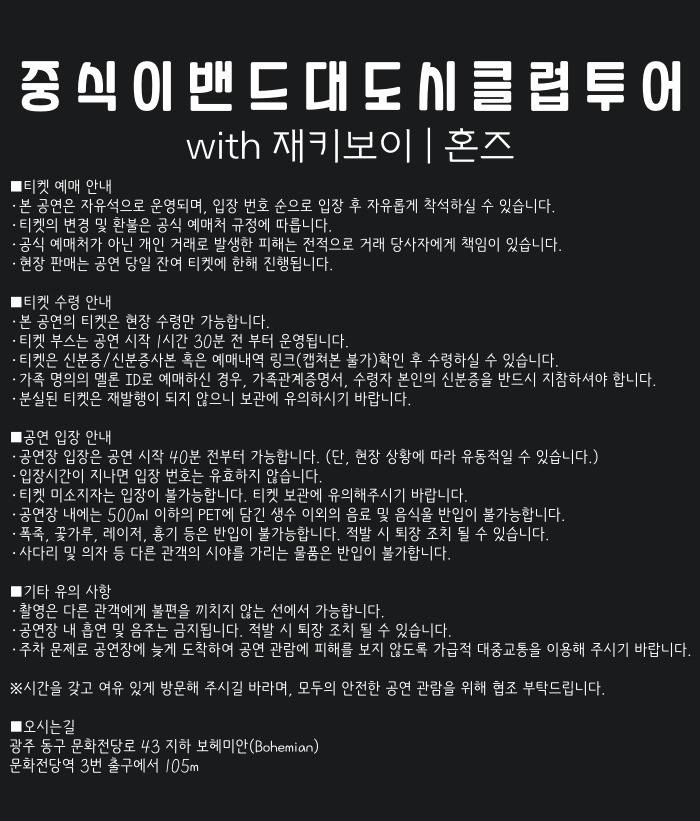 중식이밴드대도시클럽투어
with 재키보이 | 혼즈
■티켓 예매 안내
·본 공연은 자유석으로 운영되며, 입장 번호 순으로 입장 후 자유롭게 착석하실 수 있습니다.
·티켓의 변경 및 환불은 공식 예매처 규정에 따릅니다.
·공식 예매처가 아닌 개인 거래로 발생한 피해는 전적으로 거래 당사자에게 책임이 있습니다.
·현장 판매는 공연 당일 잔여 티켓에 한해 진행됩니다.
■티켓 수령 안내
·본 공연의 티켓은 현장 수령만 가능합니다.
·티켓 부스는 공연 시작 1시간 30분 전 부터 운영됩니다.
·티켓은 신분증/신분증사본 혹은 예매내역 링크(캡쳐본 불가)확인 후 수령하실 수 있습니다.
·가족 명의의 멜론 ID로 예매하신 경우, 가족관계증명서, 수령자 본인의 신분증을 반드시 지참하셔야 합니다.
·분실된 티켓은 재발행이 되지 않으니 보관에 유의하시기 바랍니다.
■공연 입장 안내
·공연장 입장은 공연 시작 40분 전부터 가능합니다. (단, 현장 상황에 따라 유동적일 수 있습니다.)
·입장시간이 지나면 입장 번호는 유효하지 않습니다.
·티켓 미소지자는 입장이 불가능합니다. 티켓 보관에 유의해주시기 바랍니다.
·공연장 내에는 500ml 이하의 PET에 담긴 생수 이외의 음료 및 음식울 반입이 불가능합니다.
·폭죽, 꽃가루, 레이저, 흉기 등은 반입이 불가능합니다. 적발 시 퇴장 조치 될 수 있습니다.
·사다리 및 의자 등 다른 관객의 시야를 가리는 물품은 반입이 불가합니다.
■기타 유의 사항
·촬영은 다른 관객에게 불편을 끼치지 않는 선에서 가능합니다.
·공연장 내 흡연 및 음주는 금지됩니다. 적발 시 퇴장 조치 될 수 있습니다.
·주차 문제로 공연장에 늦게 도착하여 공연 관람에 피해를 보지 않도록 가급적 대중교통을 이용해 주시기 바랍니다.
※시간을 갖고 여유 있게 방문해 주시길 바라며, 모두의 안전한 공연 관람을 위해 협조 부탁드립니다.
■오시는길
광주 동구 문화전당로 43 지하 보헤미안(Bohemian)
문화전당역 3번 출구에서 105m